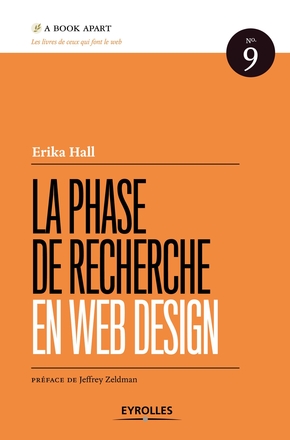 A BOOK APART
Les livres de ceux qui font le web
No.
9
Erika Hall
LA PHASE
DE RECHERCHE
EN WEB DESIGN
PRÉFACE DE Jeffrey Zeldman
EYROLLES